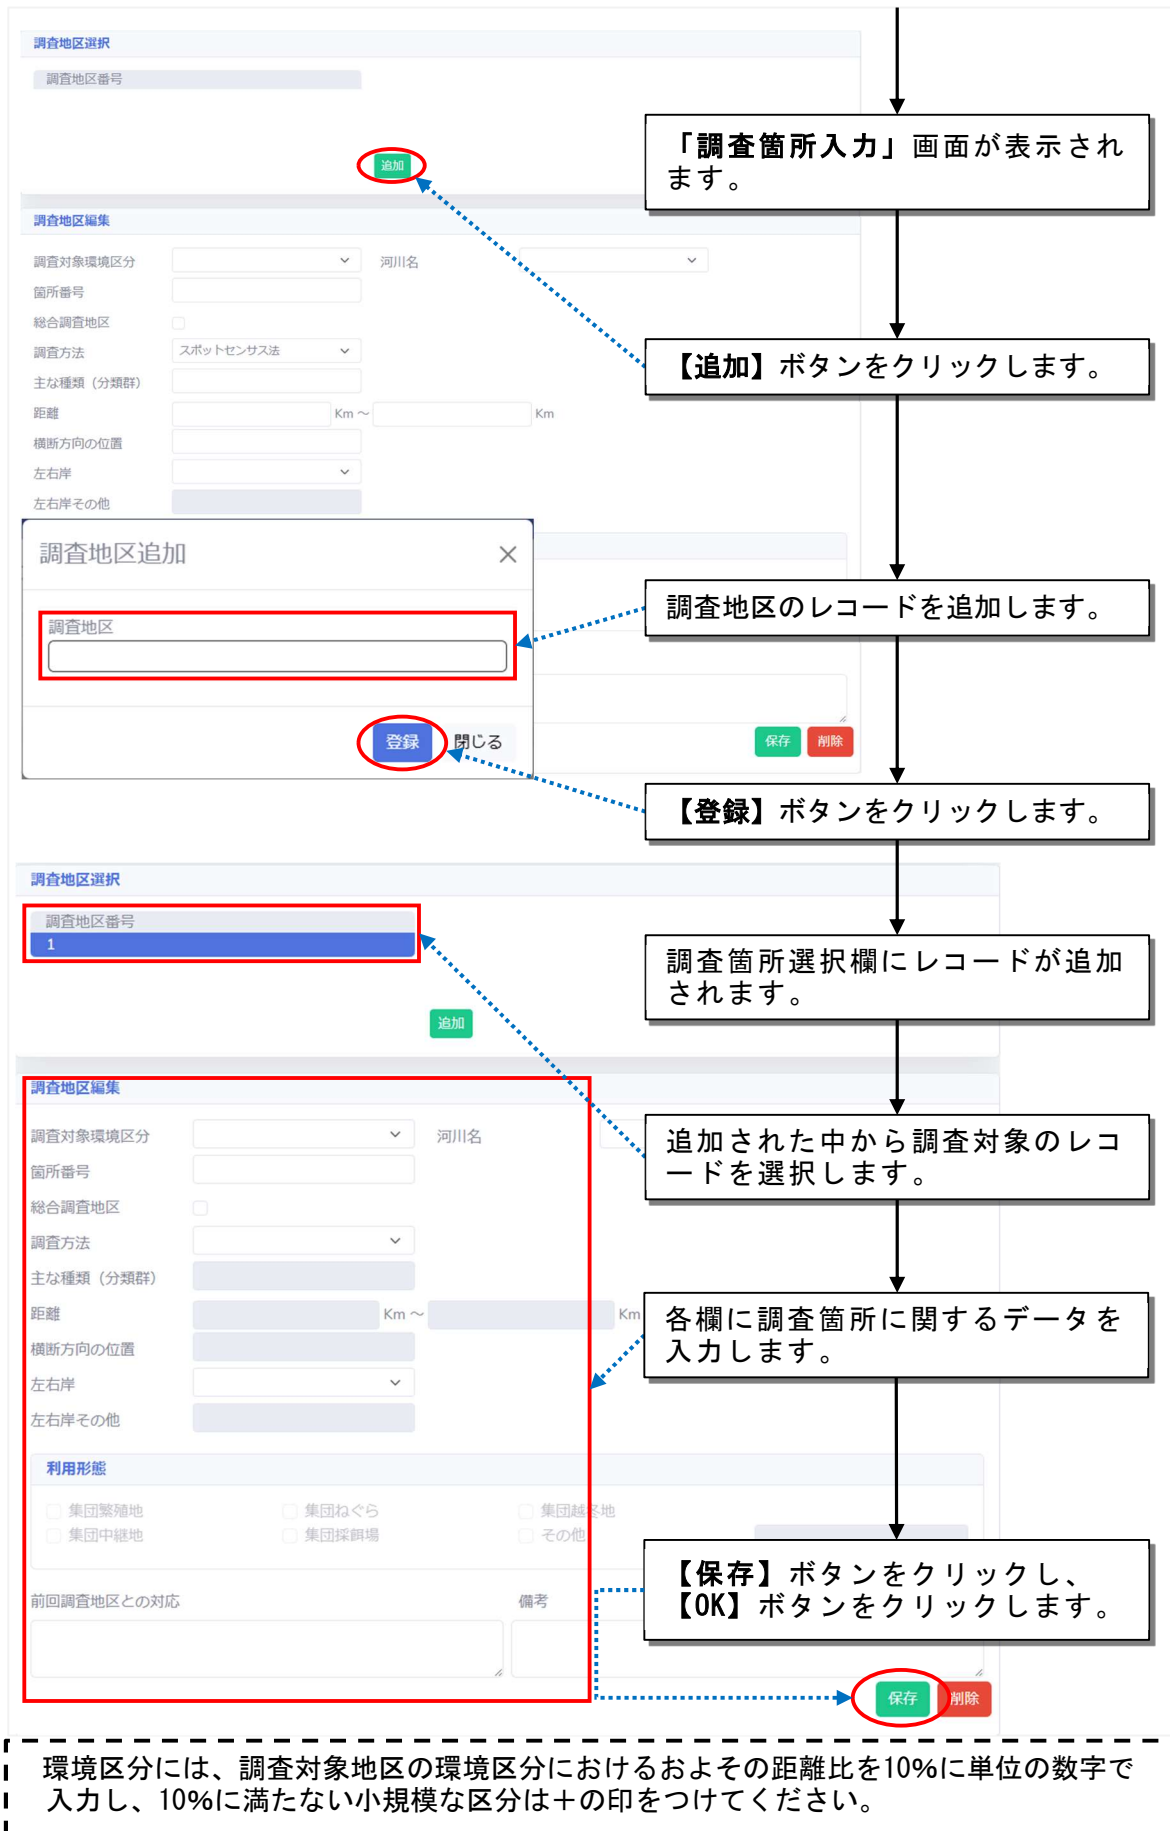 調査地区選択
調査地区番号
追加
「調査箇所入力」画面が表示され
ます。
調査地区編集
調査対象環境区分
河川名
箇所番号
総合調査地区
調査方法 スポットセンサス法
【追加】ボタンをクリックします。
主な種類（分類群）
距離 Km～ Km
横断方向の位置
左右岸
左右岸その他
調査地区追加 ×
調査地区
調査地区のレコードを追加します。
登録 閉じる
保存 削除
【登録】ボタンをクリックします。
調査地区選択
調査地区番号
1
調査箇所選択欄にレコードが追加
されます。
追加
調査地区編集
調査対象環境区分 河川名
追加された中から調査対象のレコ
ードを選択します。
箇所番号
総合調査地区
調査方法
主な種類（分類群）
距離 Km～ Km
各欄に調査箇所に関するデータを
入力します。
横断方向の位置
左右岸
左右岸その他
利用形態
集団繁殖地 集団ねぐら 集団越冬地
集団中継地 集団採餌場 その他
【保存】ボタンをクリックし、
【OK】ボタンをクリックします。
前回調査地区との対応 備考
保存 削除
環境区分には、調査対象地区の環境区分におけるおよその距離比を10%に単位の数字で
入力し、10%に満たない小規模な区分は＋の印をつけてください。